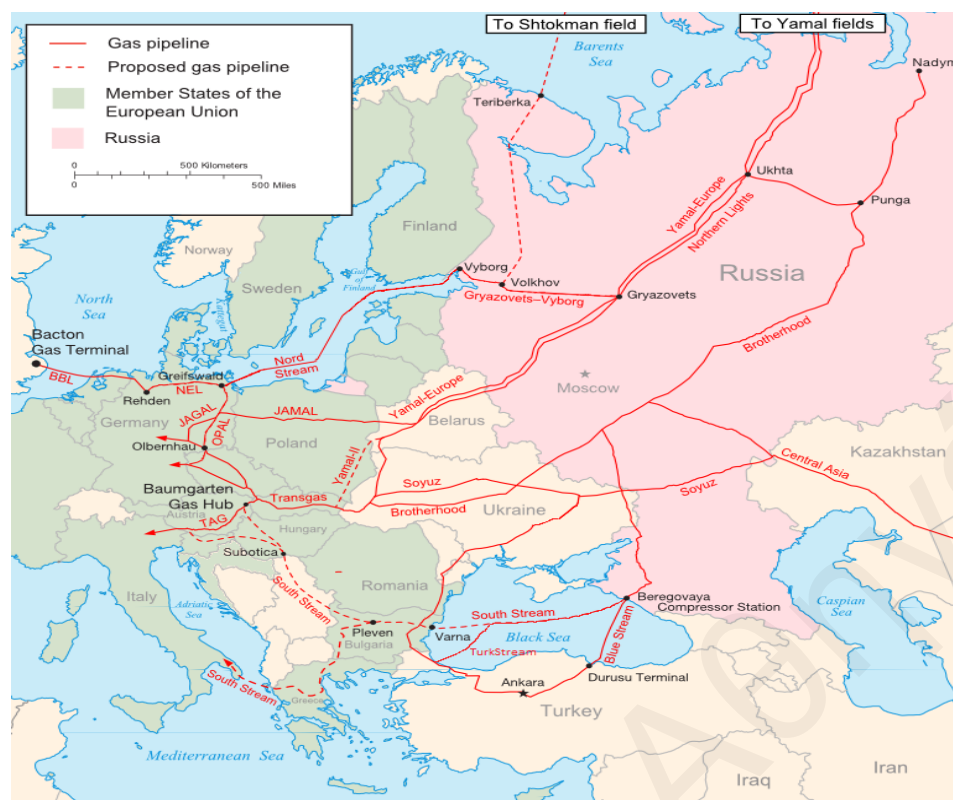 To Shtokman field
To Yamal fields
Gas pipeline
Proposed gas pipeline
Member States of the
European Union
Russia
0 500 Kilometers
0 500 Miles
Barents
Sea
Nadym
Teriberka
Ukhta
Yamal-Europe
Northern Lights
Punga
Finland
Norway
Sweden
Gulf
of
Finland
Vyborg
Volkhov
Gryazovets–Vyborg
Gryazovets
Russia
North
Sea
Kattegat
Bacton
Gas Terminal
BBL
Greifswald
NEL
Rehden
Nord
Stream
Brotherhood
Moscow
Yamal-Europe
Belarus
JAGAL
OPAL
JAMAL
Germany
Poland
Olbernhau
Yamal-II
Kazakhstan
Central Asia
Baumgarten
Gas Hub
Transgas
Soyuz
Soyuz
Brotherhood
Ukraine
TAG
Austria
Hungary
Subotica
Romania
Italy
Adriatic
Sea
South Stream
Pleven
Bulgaria
Varna
South Stream
Black Sea
TurkStream
Blue Stream
Beregovaya
Compressor Station
Caspian
Sea
Durusu Terminal
Ankara
Turkey
South Stream
Greece
Mediterranean Sea
Iraq
Iran
Agny